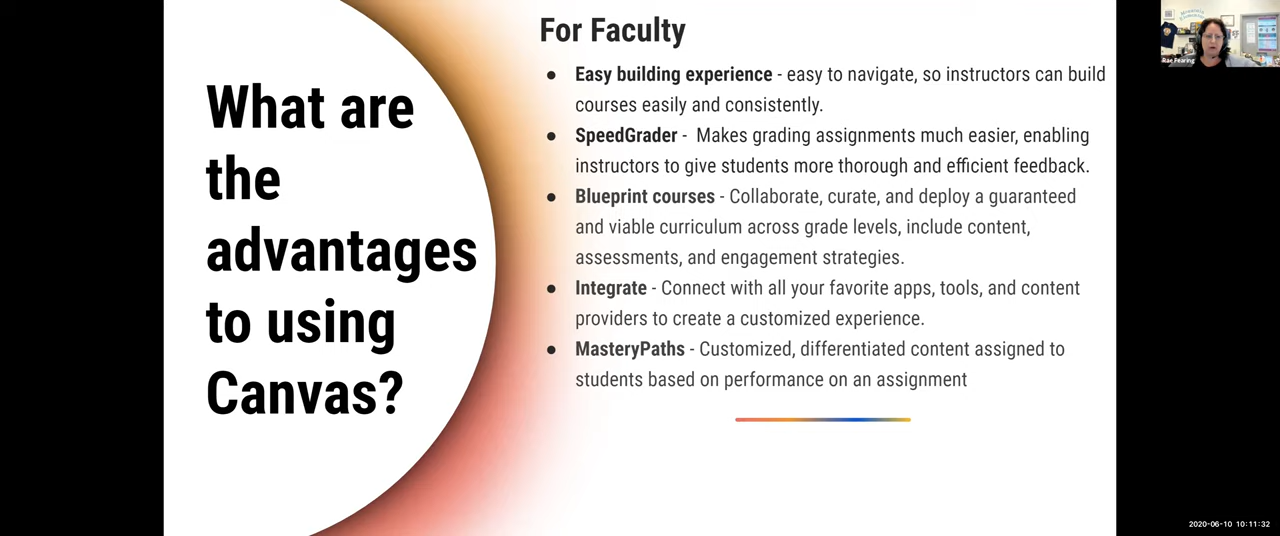 What are
the
advantages
to using
Canvas?
For Faculty
● Easy building experience - easy to navigate, so instructors can build
courses easily and consistently.
● SpeedGrader - Makes grading assignments much easier, enabling
instructors to give students more thorough and efficient feedback.
● Blueprint courses - Collaborate, curate, and deploy a guaranteed
and viable curriculum across grade levels, include content,
assessments, and engagement strategies.
● Integrate - Connect with all your favorite apps, tools, and content
providers to create a customized experience.
● MasteryPaths - Customized, differentiated content assigned to
students based on performance on an assignment
Rae Fearing
2020-06-10 10:11:32